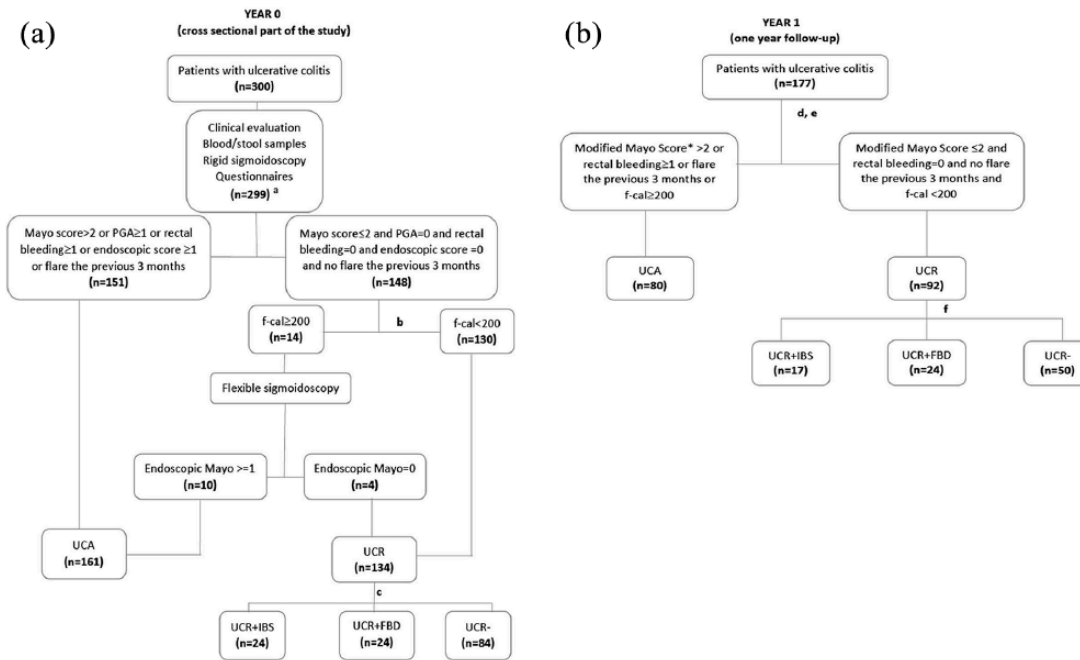 (a)
YEAR 0
(cross sectional part of the study)
Patients with ulcerative colitis
(n=300)
Clinical evaluation
Blood/stool samples
Rigid sigmoidoscopy
Questionnaires
(n=299) a
Mayo score>2 or PGA≥1 or rectal
bleeding≥1 or endoscopic score ≥1
or flare the previous 3 months
(n=151)
Mayo score≤2 and PGA=0 and rectal
bleeding=0 and endoscopic score =0
and no flare the previous 3 months
(n=148)
b
f-cal≥200
(n=14)
f-cal<200
(n=130)
Flexible sigmoidoscopy
Endoscopic Mayo >=1
(n=10)
Endoscopic Mayo=0
(n=4)
UCA
(n=161)
UCR
(n=134)
c
UCR+IBS
(n=24)
UCR+FBD
(n=24)
UCR-
(n=84)
(b)
YEAR 1
(one year follow-up)
Patients with ulcerative colitis
(n=177)
d, e
Modified Mayo Score* >2 or
rectal bleeding≥1 or flare
the previous 3 months or
f-cal≥200
Modified Mayo Score ≤2 and
rectal bleeding=0 and no flare
the previous 3 months and
f-cal <200
UCA
(n=80)
UCR
(n=92)
f
UCR+IBS
(n=17)
UCR+FBD
(n=24)
UCR-
(n=50)